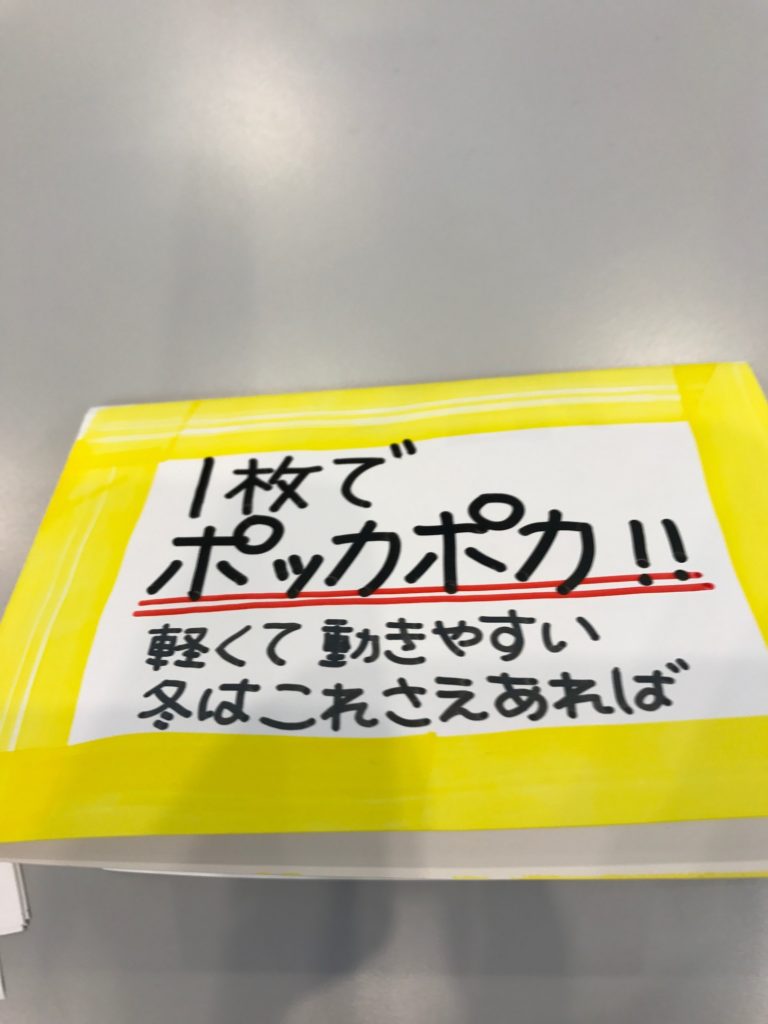 1枚で
ポッカポカ!!
軽くて動きやすい
冬はこれさえあれば